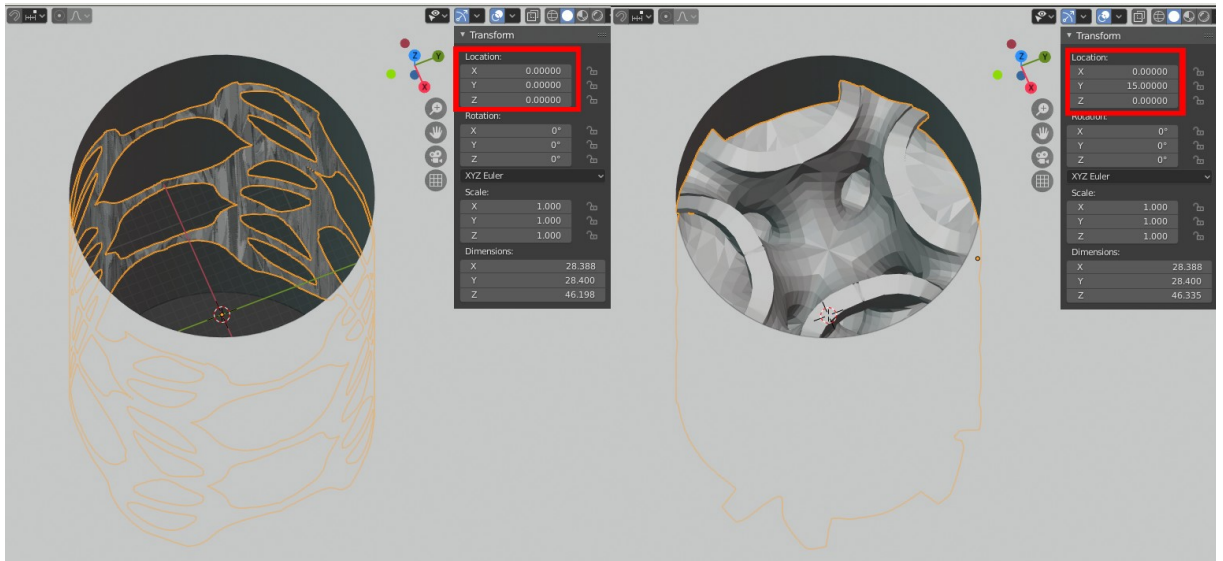 Transform
Location:
X 0.00000
Y 0.00000
Z 0.00000
Rotation:
X 0°
Y 0°
Z 0°
XYZ Euler
Scale:
X 1.000
Y 1.000
Z 1.000
Dimensions:
X 28.388
Y 28.400
Z 46.198
Z
Y
X
Transform
Location:
X 0.00000
Y 15.00000
Z 0.00000
Rotation:
X 0°
Y 0°
Z 0°
XYZ Euler
Scale:
X 1.000
Y 1.000
Z 1.000
Dimensions:
X 28.388
Y 28.400
Z 46.335
Z
Y
X